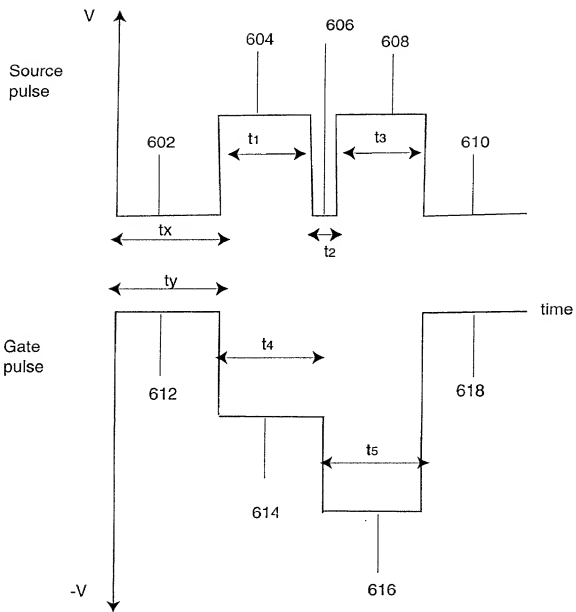 V
606
604
608
Source
pulse
602
t1
t3
610
tx
t2
ty
time
Gate
pulse
t4
612
618
t5
614
-V
616